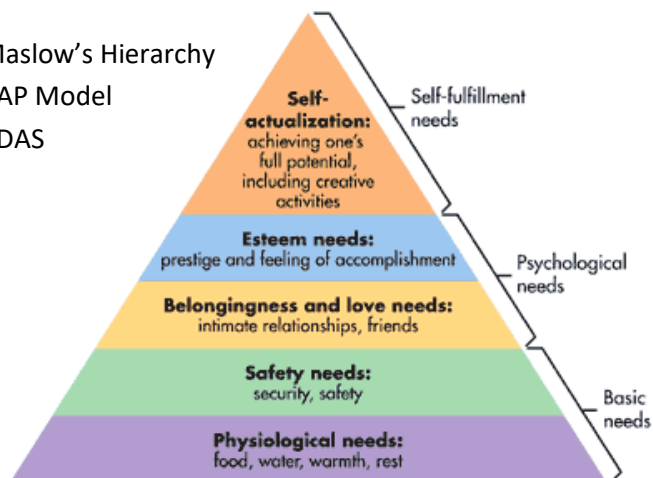 Maslow’s Hierarchy
AP Model
DAS
Self-
actualization:
achieving one's
full potential,
including creative
activities
Self-fulfillment
needs
Esteem needs:
prestige and feeling of accomplishment
Psychological
needs
Belongingness and love needs:
intimate relationships, friends
Safety needs:
security, safety
Basic
needs
Physiological needs:
food, water, warmth, rest